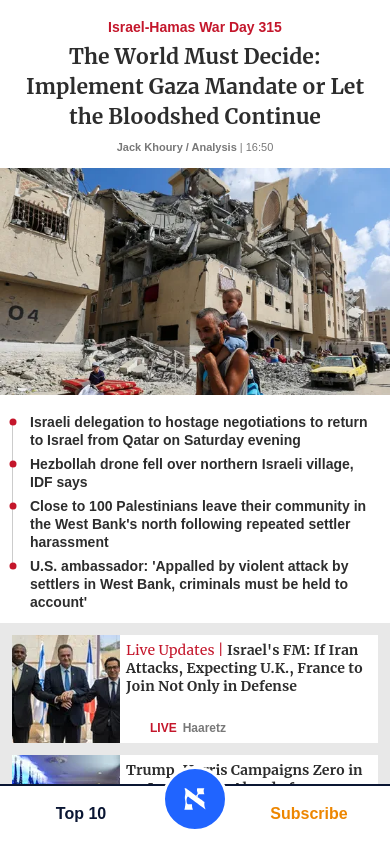 Israel-Hamas War Day 315
The World Must Decide:
Implement Gaza Mandate or Let
the Bloodshed Continue
Jack Khoury / Analysis | 16:50
04
Israeli delegation to hostage negotiations to return
to Israel from Qatar on Saturday evening
Hezbollah drone fell over northern Israeli village,
IDF says
Close to 100 Palestinians leave their community in
the West Bank's north following repeated settler
harassment
U.S. ambassador: 'Appalled by violent attack by
settlers in West Bank, criminals must be held to
account'
Live Updates | Israel's FM: If Iran
Attacks, Expecting U.K., France to
Join Not Only in Defense
LIVE Haaretz
Trump, Harris Campaigns Zero in
Top 10
Subscribe